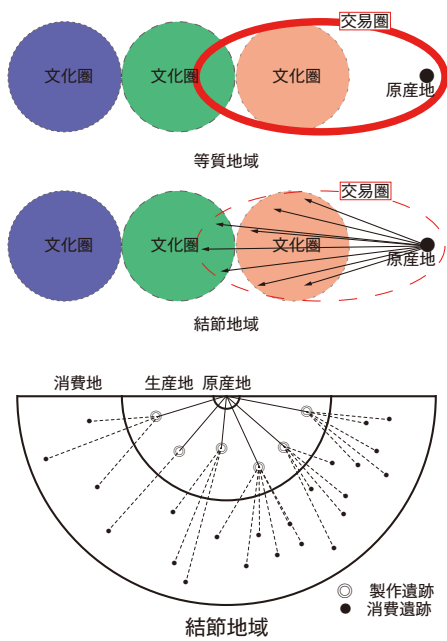 交易圏
文化圏 文化圏 文化圏
原産地
等質地域
交易圏
文化圏 文化圏 文化圏
原産地
結節地域
消費地 生産地 原産地
製作遺跡
消費遺跡
結節地域